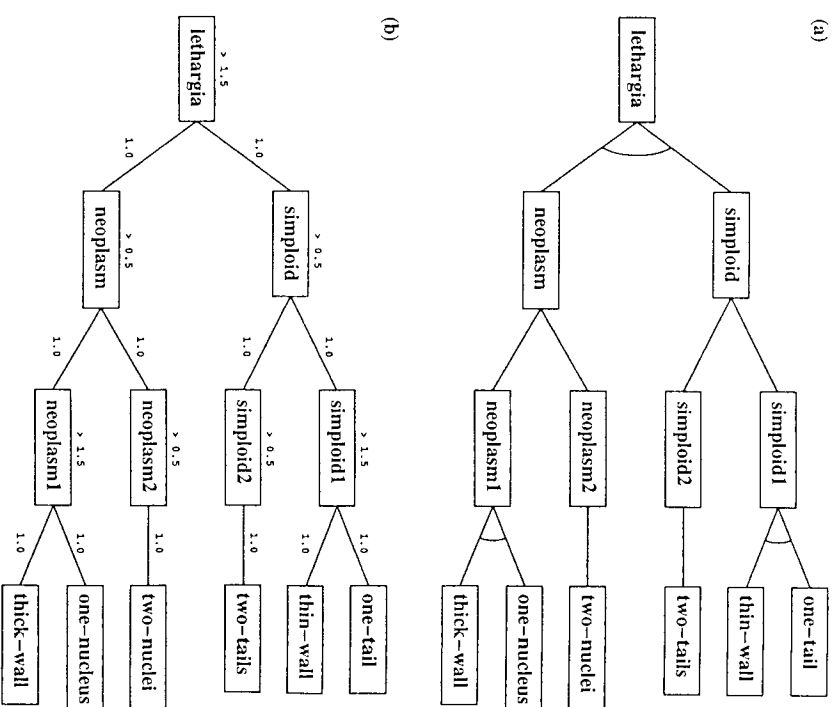 (a)
lethargia
simploid
neoplasm
simploid1
simploid2
neoplasm2
neoplasm1
one-tail
thin-wall
two-tails
two-nuclei
one-nucleus
thick-wall
(b)
> 1.5
lethargia
1.0
1.0
> 0.5
simploid
> 0.5
neoplasm
1.0
1.0
1.0
1.0
> 1.5
simploid1
> 0.5
simploid2
> 0.5
neoplasm2
> 1.5
neoplasm1
1.0
1.0
1.0
1.0
1.0
1.0
one-tail
thin-wall
two-tails
two-nuclei
one-nucleus
thick-wall